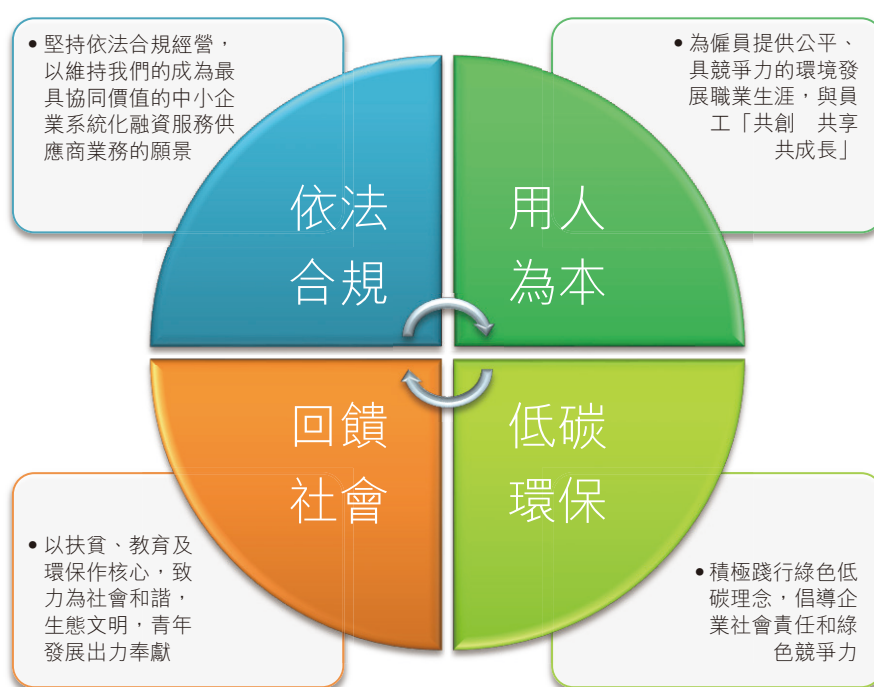 • 堅持依法合規經營，
以維持我們的成為最
具協同價值的中小企
業系統化融資服務供
應商業務的願景
• 為僱員提供公平、
具競爭力的環境發
展職業生涯，與員
工「共創　共享
共成長」
依法
合規
用人
為本
回饋
社會
低碳
環保
• 以扶貧、教育及
環保作核心，致
力為社會和諧，
生態文明，青年
發展出力奉獻
• 積極踐行綠色低
碳理念，倡導企
業社會責任和綠
色競爭力